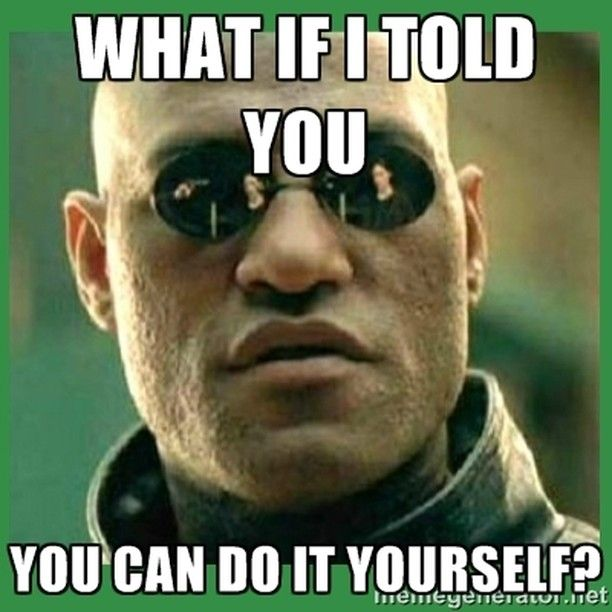 WHAT IF I TOLD
YOU
YOU CAN DO IT YOURSELF?
memegenerator.net